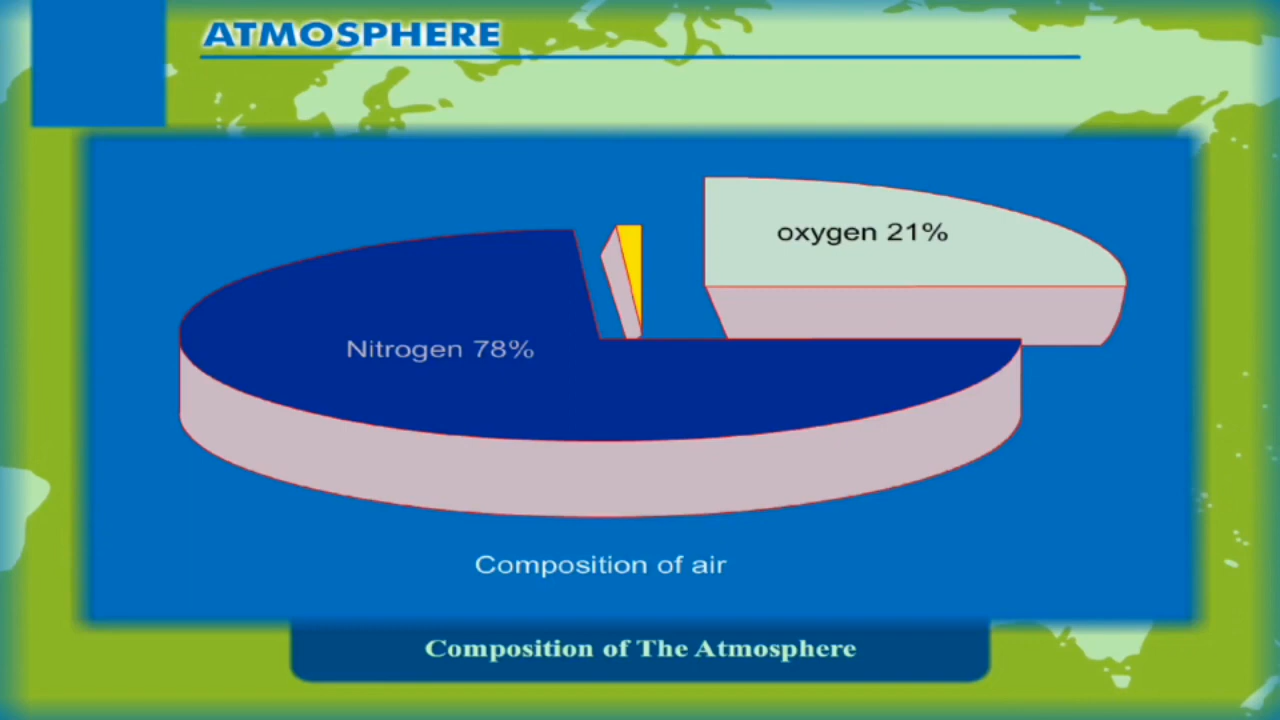 ATMOSPHERE
oxygen 21%
Nitrogen 78%
Composition of air
Composition of The Atmosphere